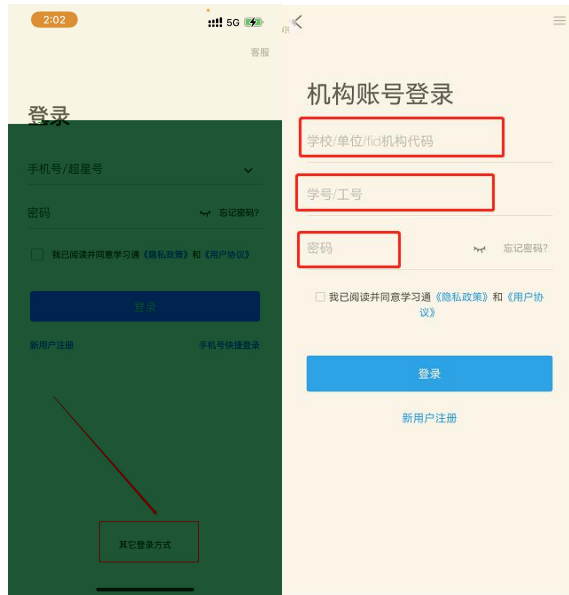 2:02
5G
客服
登录
手机号/超星号
密码
忘记密码?
我已阅读并同意学习通《隐私政策》和《用户协议》
登录
新用户注册
手机号快捷登录
其它登录方式
机构账号登录
学校/单位/fid机构代码
学号/工号
密码
忘记密码?
我已阅读并同意学习通《隐私政策》和《用户协
议》
登录
新用户注册